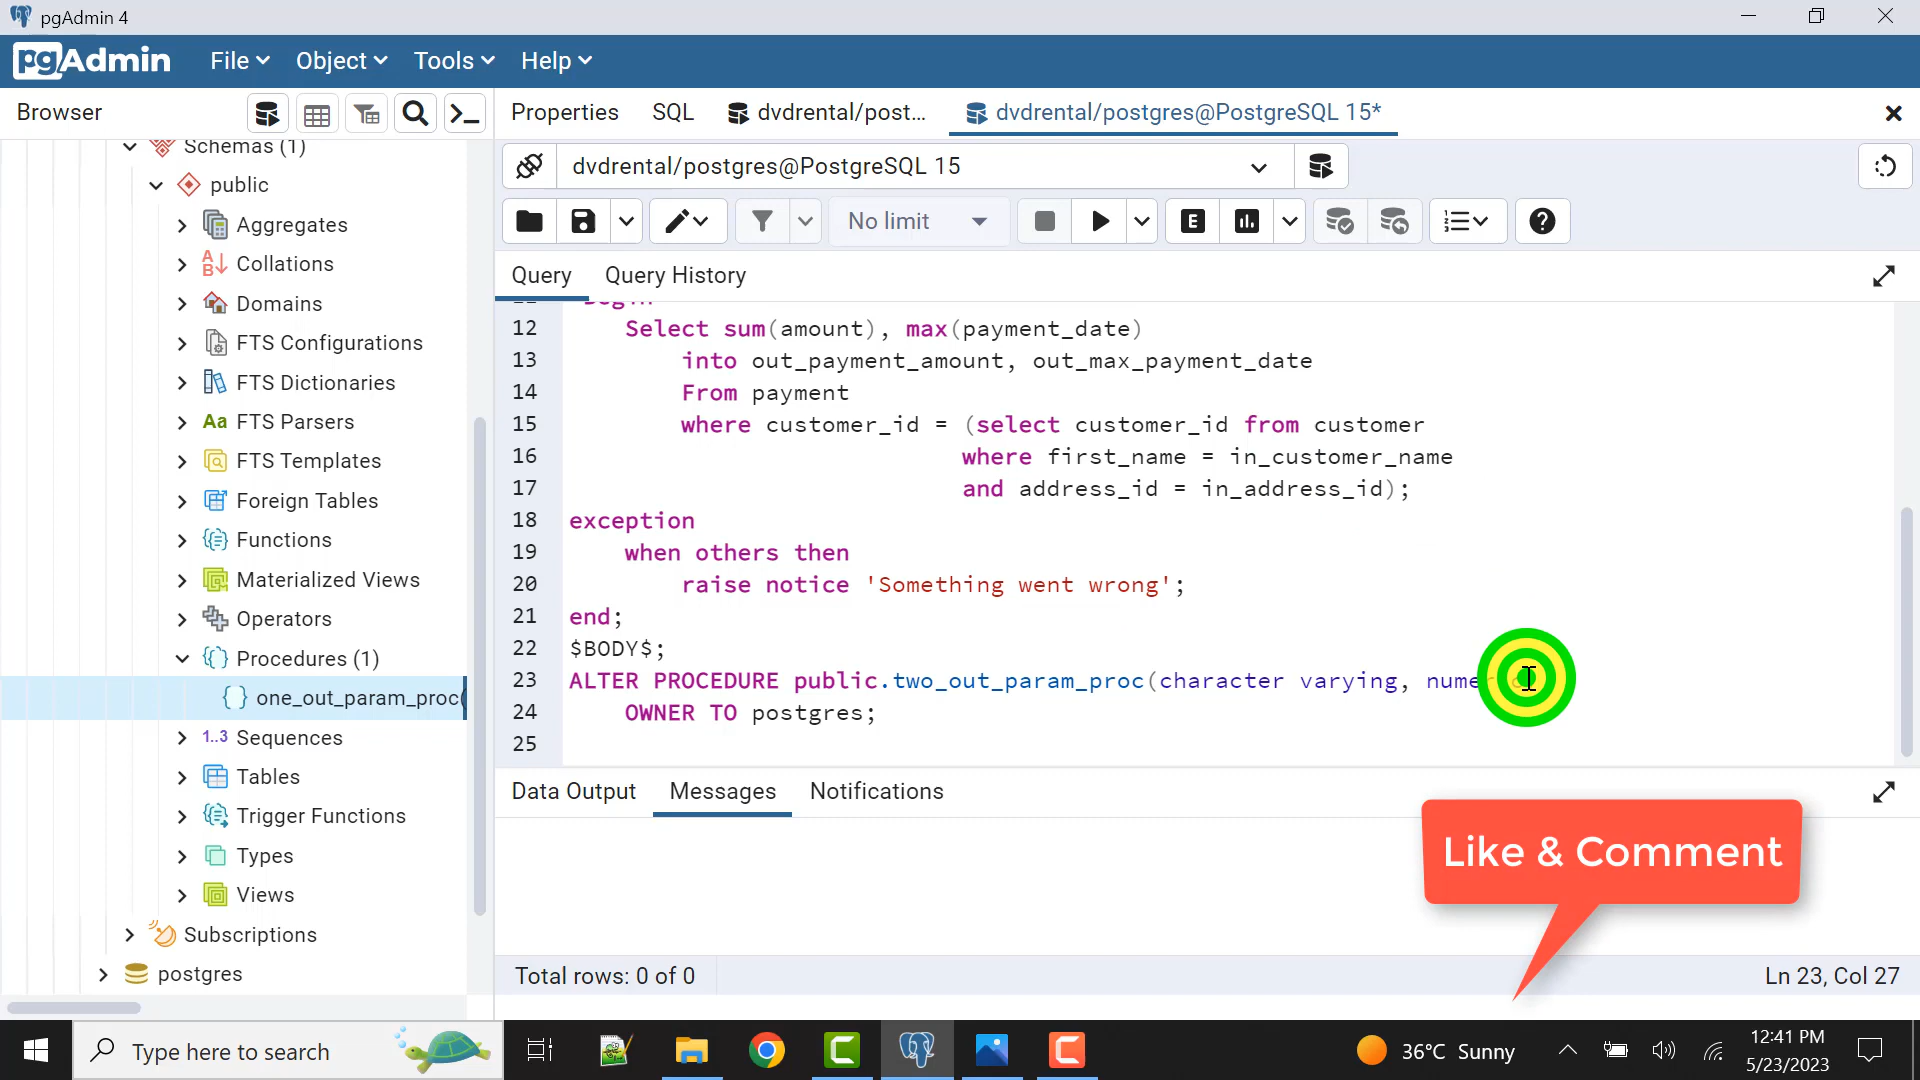 pgAdmin 4
pgAdmin File Object Tools Help
Browser Properties SQL dvdrental/post... dvdrental/postgres@PostgreSQL 15*
dvdrental/postgres@PostgreSQL 15
No limit
Query Query History
Schemas (1)
public
Aggregates
Collations
Domains
FTS Configurations
FTS Dictionaries
FTS Parsers
FTS Templates
Foreign Tables
Functions
Materialized Views
Operators
Procedures (1)
one_out_param_proc(
Sequences
Tables
Trigger Functions
Types
Views
Subscriptions
postgres
12 Select sum(amount), max(payment_date)
13 into out_payment_amount, out_max_payment_date
14 From payment
15 where customer_id = (select customer_id from customer
16 where first_name = in_customer_name
17 and address_id = in_address_id);
18 exception
19 when others then
20 raise notice 'Something went wrong';
21 end;
22 $BODY$;
23 ALTER PROCEDURE public.two_out_param_proc(character varying,
24 OWNER TO postgres;
25
Data Output Messages Notifications
Like & Comment
Total rows: 0 of 0 Ln 23, Col 27
Type here to search 36°C Sunny 12:41 PM
5/23/2023